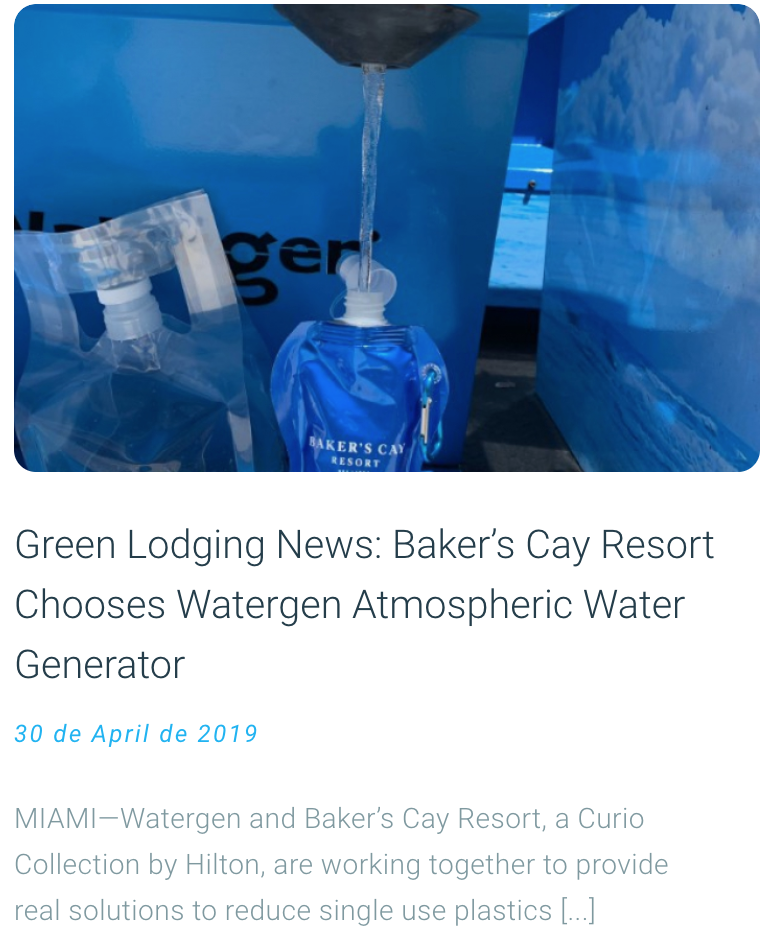 BAKER'S CAY
RESORT
Green Lodging News: Baker’s Cay Resort
Chooses Watergen Atmospheric Water
Generator
30 de April de 2019
MIAMI—Watergen and Baker’s Cay Resort, a Curio
Collection by Hilton, are working together to provide
real solutions to reduce single use plastics [...]